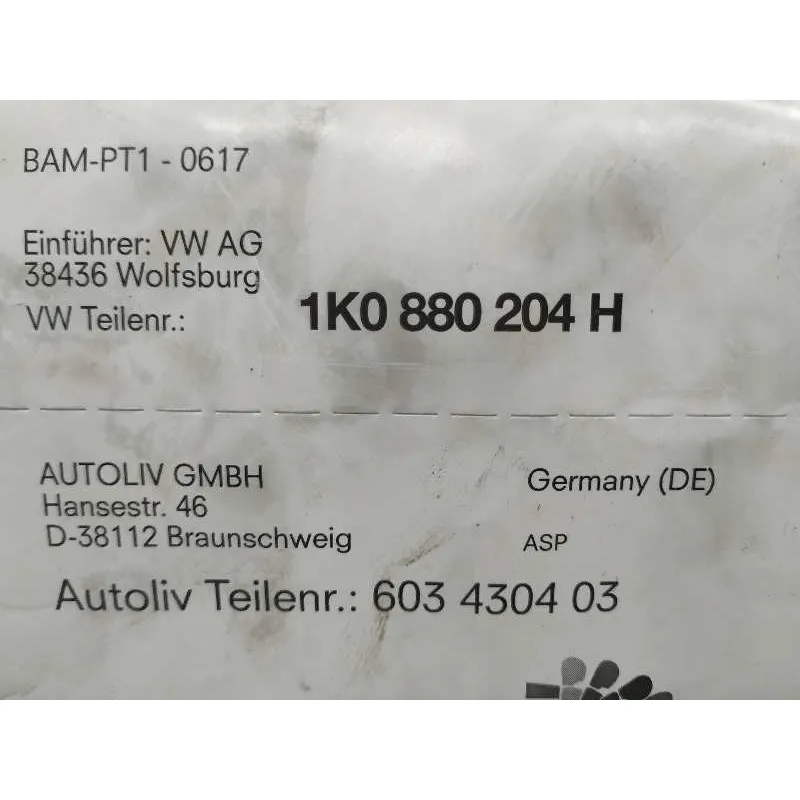 BAM-PT1 - 0617
Einführer: VW AG
38436 Wolfsburg
VW Teilenr.: 1K0 880 204 H
AUTOLIV GMBH Germany (DE)
Hansestr. 46
D-38112 Braunschweig ASP
Autoliv Teilenr.: 603 4304 03